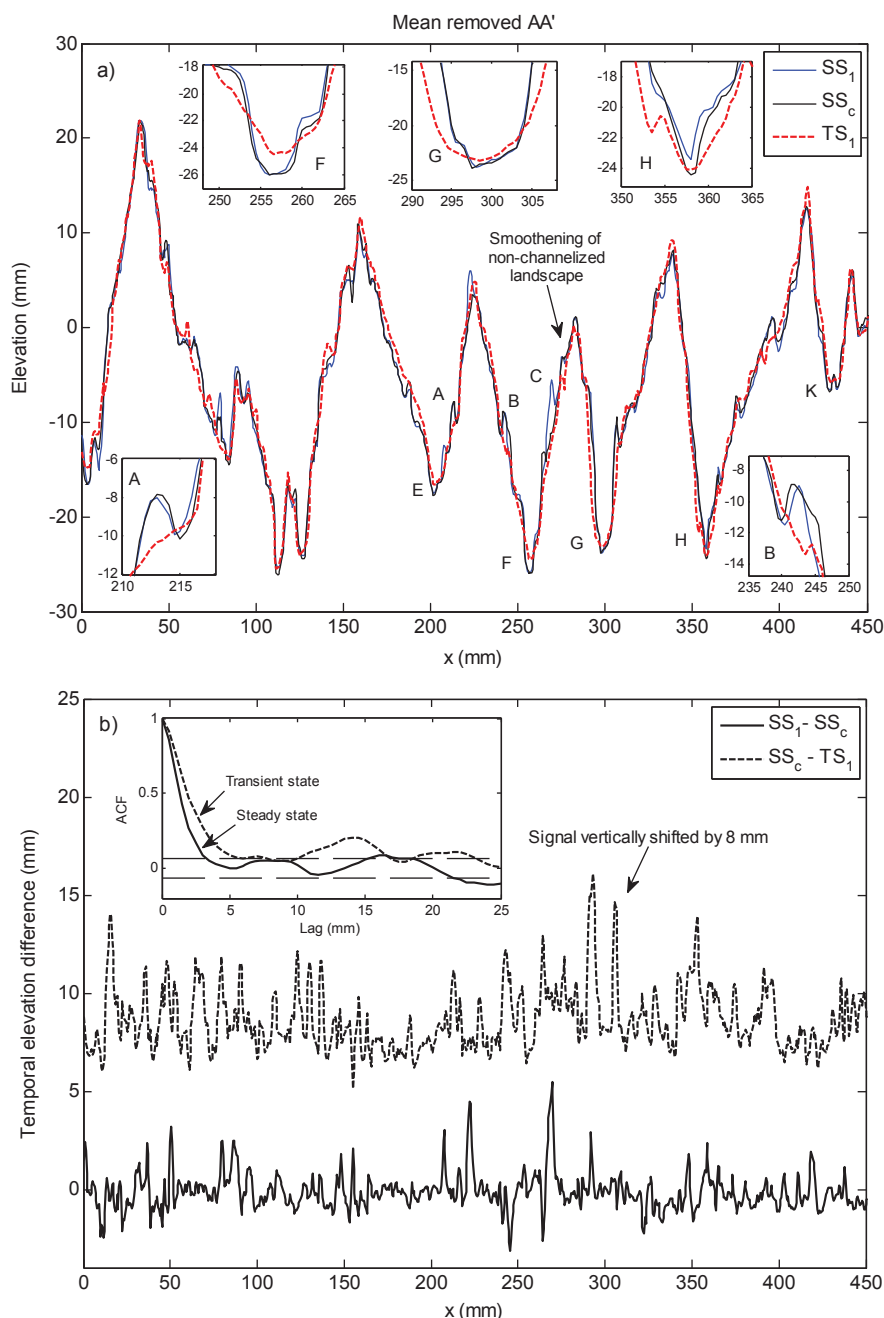 Mean removed AA'
a)
30
20
10
0
-10
-20
-30
Elevation (mm)
0 50 100 150 200 250 300 350 400 450
x (mm)
SS1
SSc
TS1
-18
-20
-22
-24
-26
250 255 260 265
F
-15
-20
-25
290 295 300 305 310
G
-18
-20
-22
-24
350 355 360 365
H
Smoothening of
non-channelized
landscape
A
B
C
E
F
G
H
K
-6
-8
-10
-12
210 215
A
-8
-10
-12
-14
235 240 245 250
B
b)
25
20
15
10
5
0
Temporal elevation difference (mm)
0 50 100 150 200 250 300 350 400 450
x (mm)
SS1- SSc
SSc - TS1
1
0.5
0
ACF
0 5 10 15 20 25
Lag (mm)
Transient state
Steady state
Signal vertically shifted by 8 mm